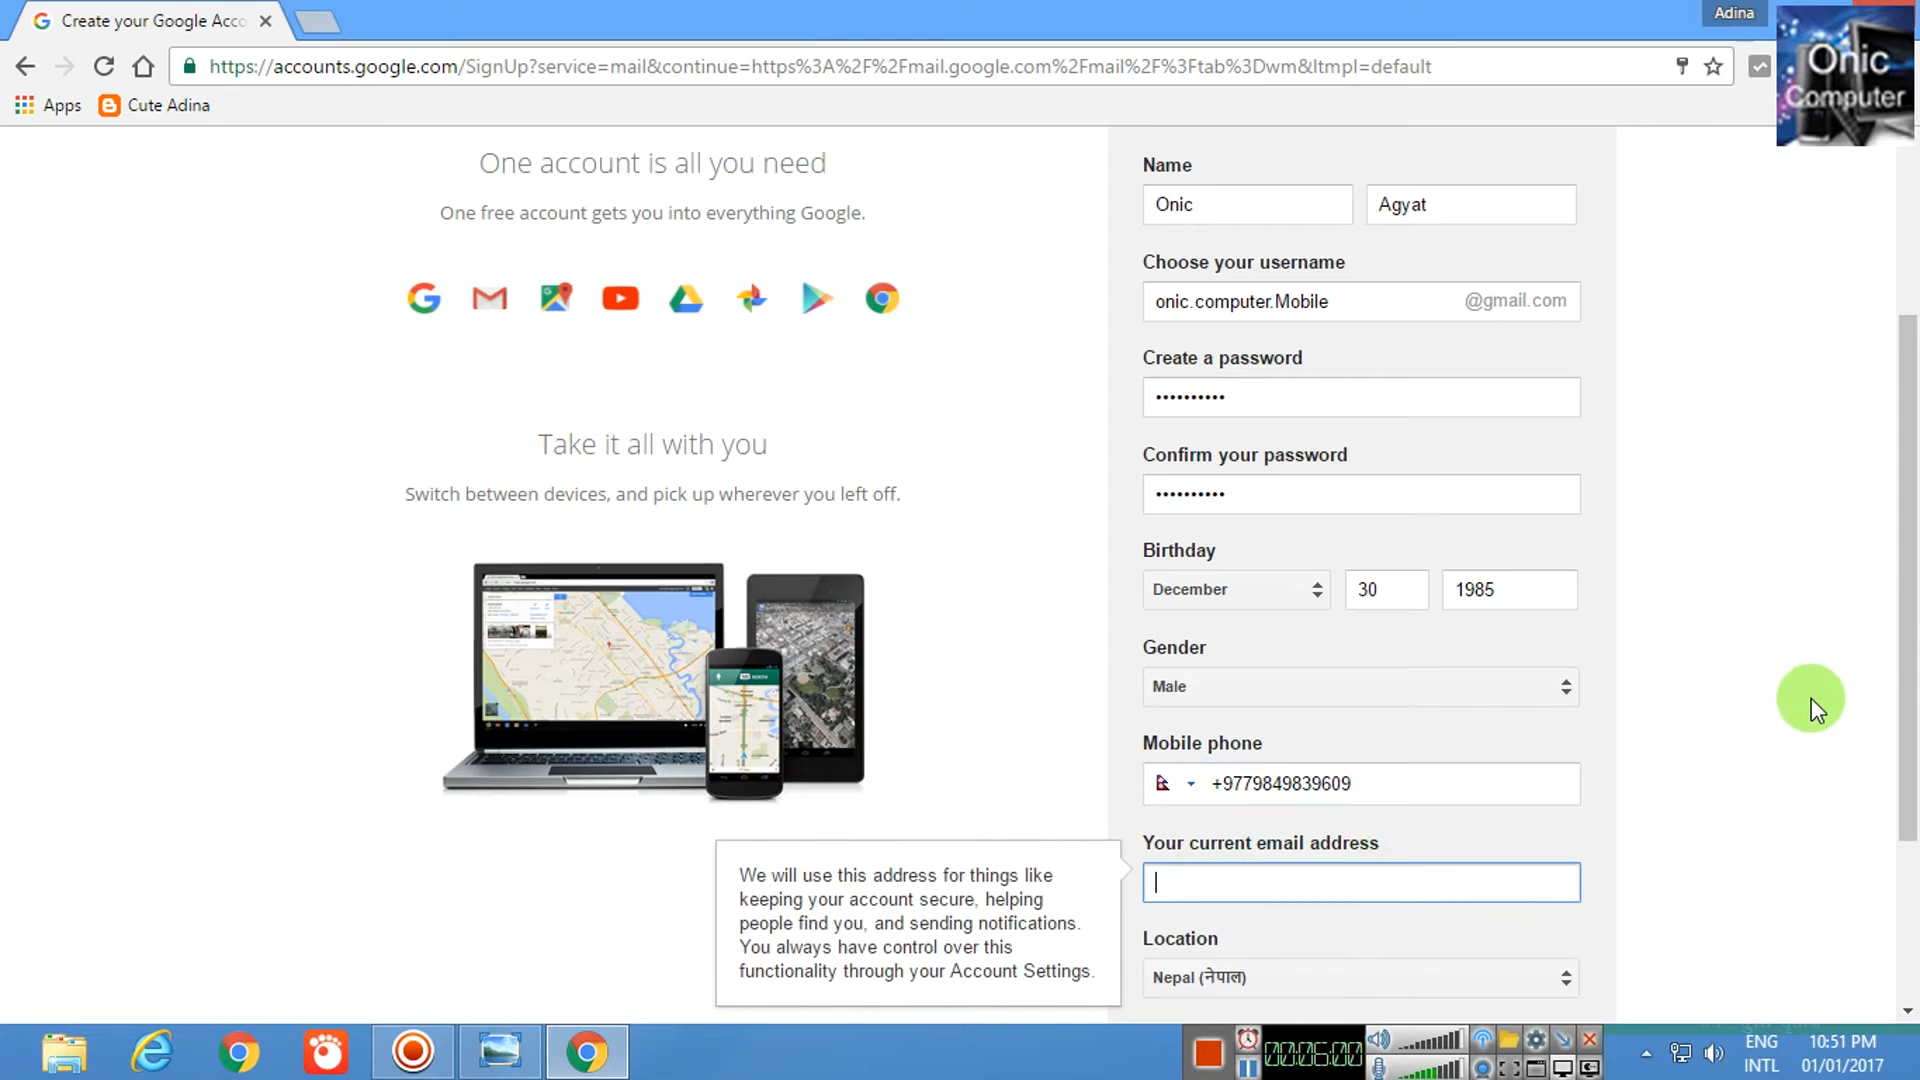 Create your Google Acco
Adina
https://accounts.google.com/SignUp?service=mail&continue=https%3A%2F%2Fmail.google.com%2Fmail%2F%3Ftab%3Dwm&ltmpl=default
Onic
Computer
Apps
Cute Adina
One account is all you need
One free account gets you into everything Google.
Take it all with you
Switch between devices, and pick up wherever you left off.
Name
Onic
Agyat
Choose your username
onic.computer.Mobile
@gmail.com
Create a password
••••••••••
Confirm your password
••••••••••
Birthday
December
30
1985
Gender
Male
Mobile phone
+9779849839609
Your current email address
We will use this address for things like
keeping your account secure, helping
people find you, and sending notifications.
You always have control over this
functionality through your Account Settings.
Location
Nepal (नेपाल)
00:06:00
ENG
INTL
10:51 PM
01/01/2017